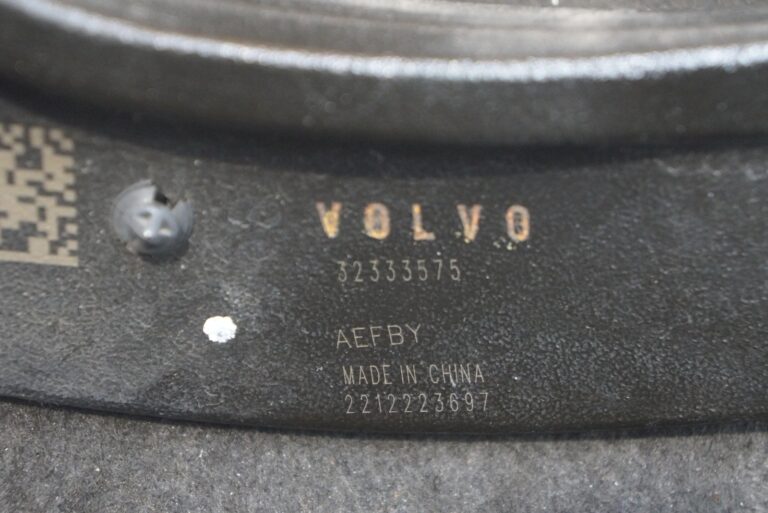 VOLVO
32333575
AEFBY
MADE IN CHINA
2212223697